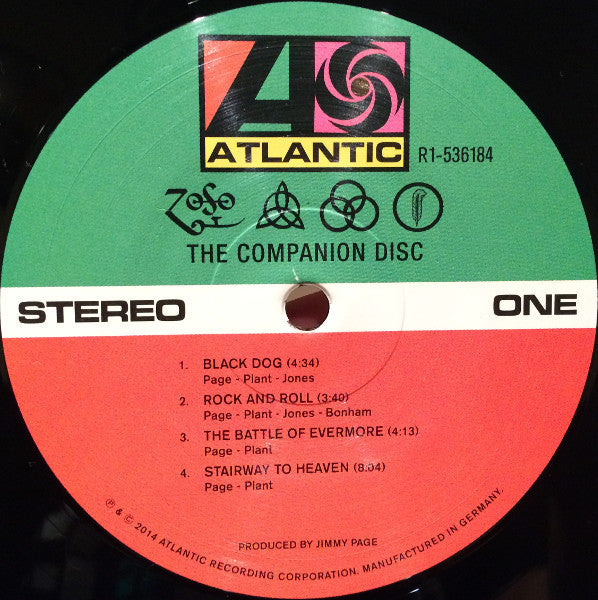 ATLANTIC
R1-536184
ZoSo
THE COMPANION DISC
STEREO
ONE
1. BLACK DOG (4:34)
Page - Plant - Jones
2. ROCK AND ROLL (3:40)
Page - Plant - Jones - Bonham
3. THE BATTLE OF EVERMORE (4:13)
Page - Plant
4. STAIRWAY TO HEAVEN (8:04)
Page - Plant
PRODUCED BY JIMMY PAGE
℗ & © 2014 ATLANTIC RECORDING CORPORATION. MANUFACTURED IN GERMANY.